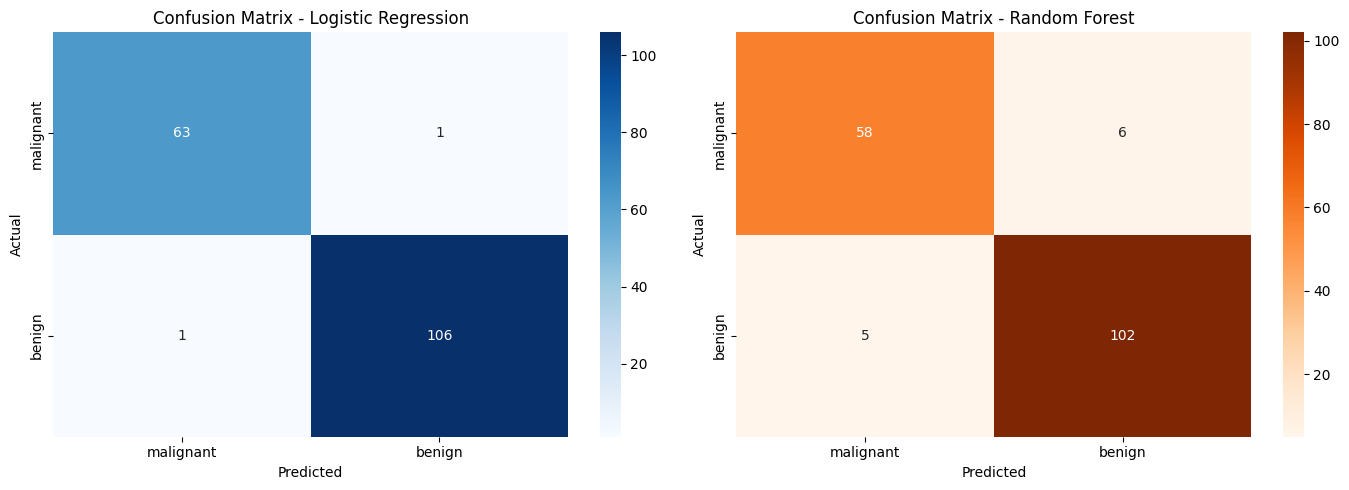 Confusion Matrix - Logistic Regression
Actual
malignant
benign
63
1
1
106
malignant
benign
Predicted
100
80
60
40
20
Confusion Matrix - Random Forest
Actual
malignant
benign
58
6
5
102
malignant
benign
Predicted
100
80
60
40
20